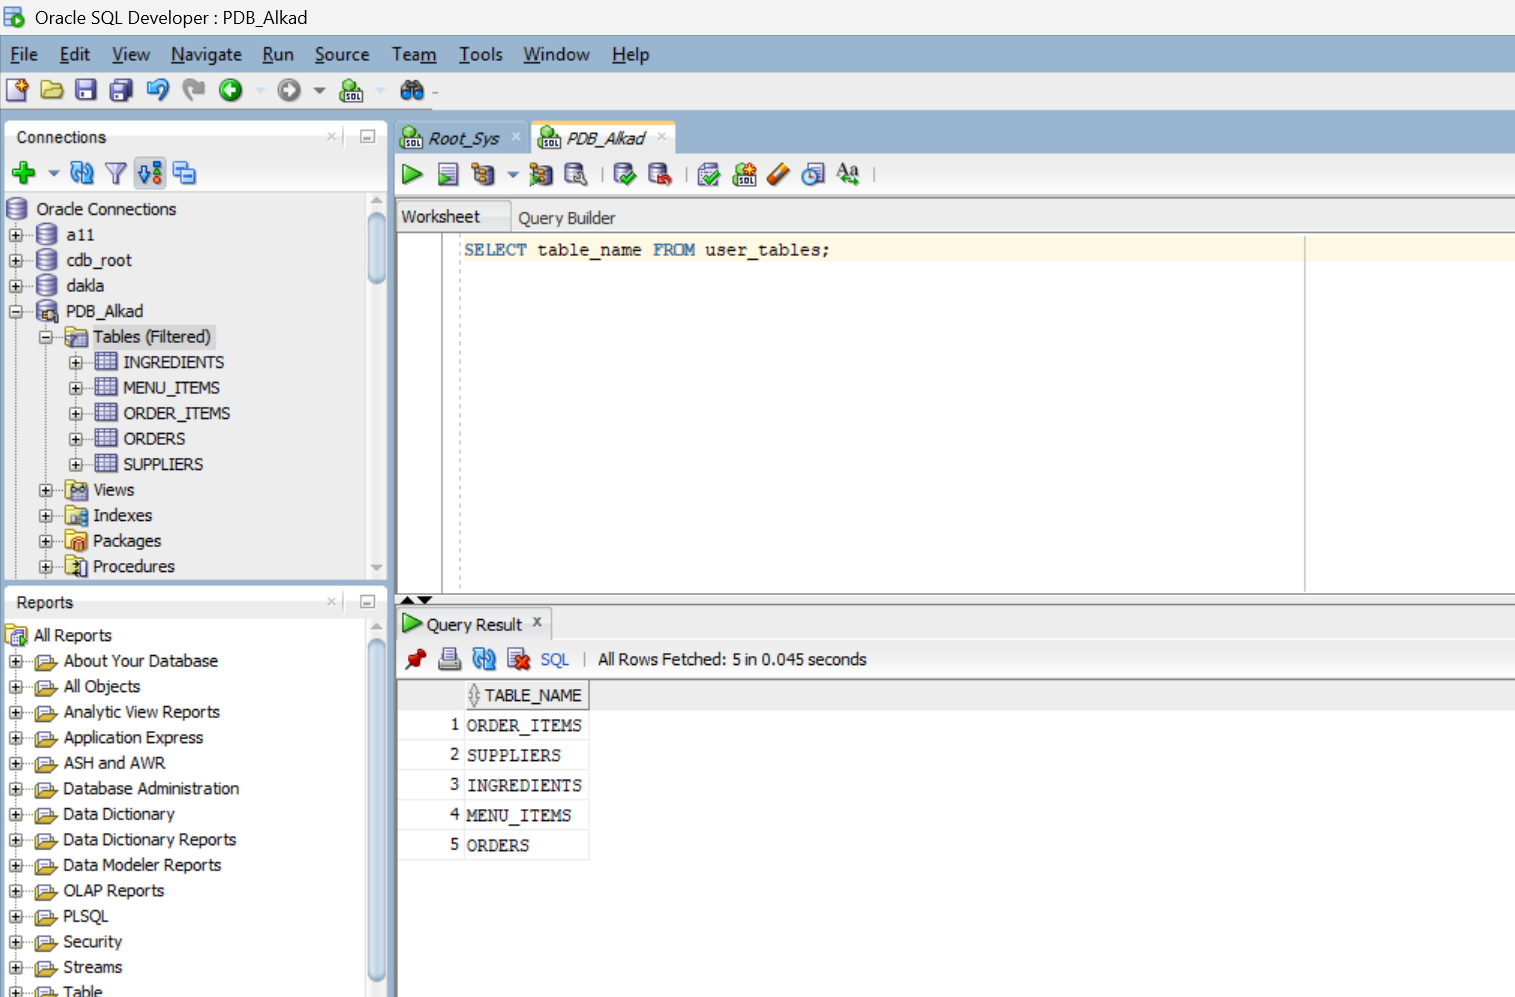 Oracle SQL Developer : PDB_Alkad
File Edit View Navigate Run Source Team Tools Window Help
Connections
Oracle Connections
a11
cdb_root
dakla
PDB_Alkad
Tables (Filtered)
INGREDIENTS
MENU_ITEMS
ORDER_ITEMS
ORDERS
SUPPLIERS
Views
Indexes
Packages
Procedures
Reports
All Reports
About Your Database
All Objects
Analytic View Reports
Application Express
ASH and AWR
Database Administration
Data Dictionary
Data Dictionary Reports
Data Modeler Reports
OLAP Reports
PLSQL
Security
Streams
Table
Root_Sys PDB_Alkad
Worksheet Query Builder
SELECT table_name FROM user_tables;
Query Result
SQL | All Rows Fetched: 5 in 0.045 seconds
TABLE_NAME
1 ORDER_ITEMS
2 SUPPLIERS
3 INGREDIENTS
4 MENU_ITEMS
5 ORDERS